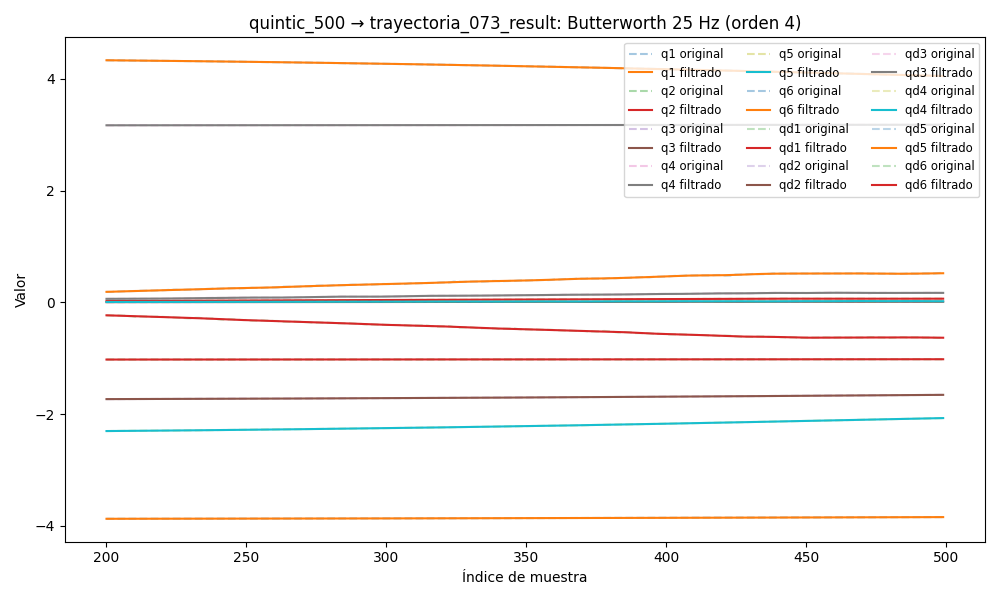 quintic_500 → trayectoria_073_result: Butterworth 25 Hz (orden 4)
q1 original
q1 filtrado
q2 original
q2 filtrado
q3 original
q3 filtrado
q4 original
q4 filtrado
q5 original
q5 filtrado
q6 original
q6 filtrado
qd1 original
qd1 filtrado
qd2 original
qd2 filtrado
qd3 original
qd3 filtrado
qd4 original
qd4 filtrado
qd5 original
qd5 filtrado
qd6 original
qd6 filtrado
Valor
4
2
0
−2
−4
200 250 300 350 400 450 500
Índice de muestra